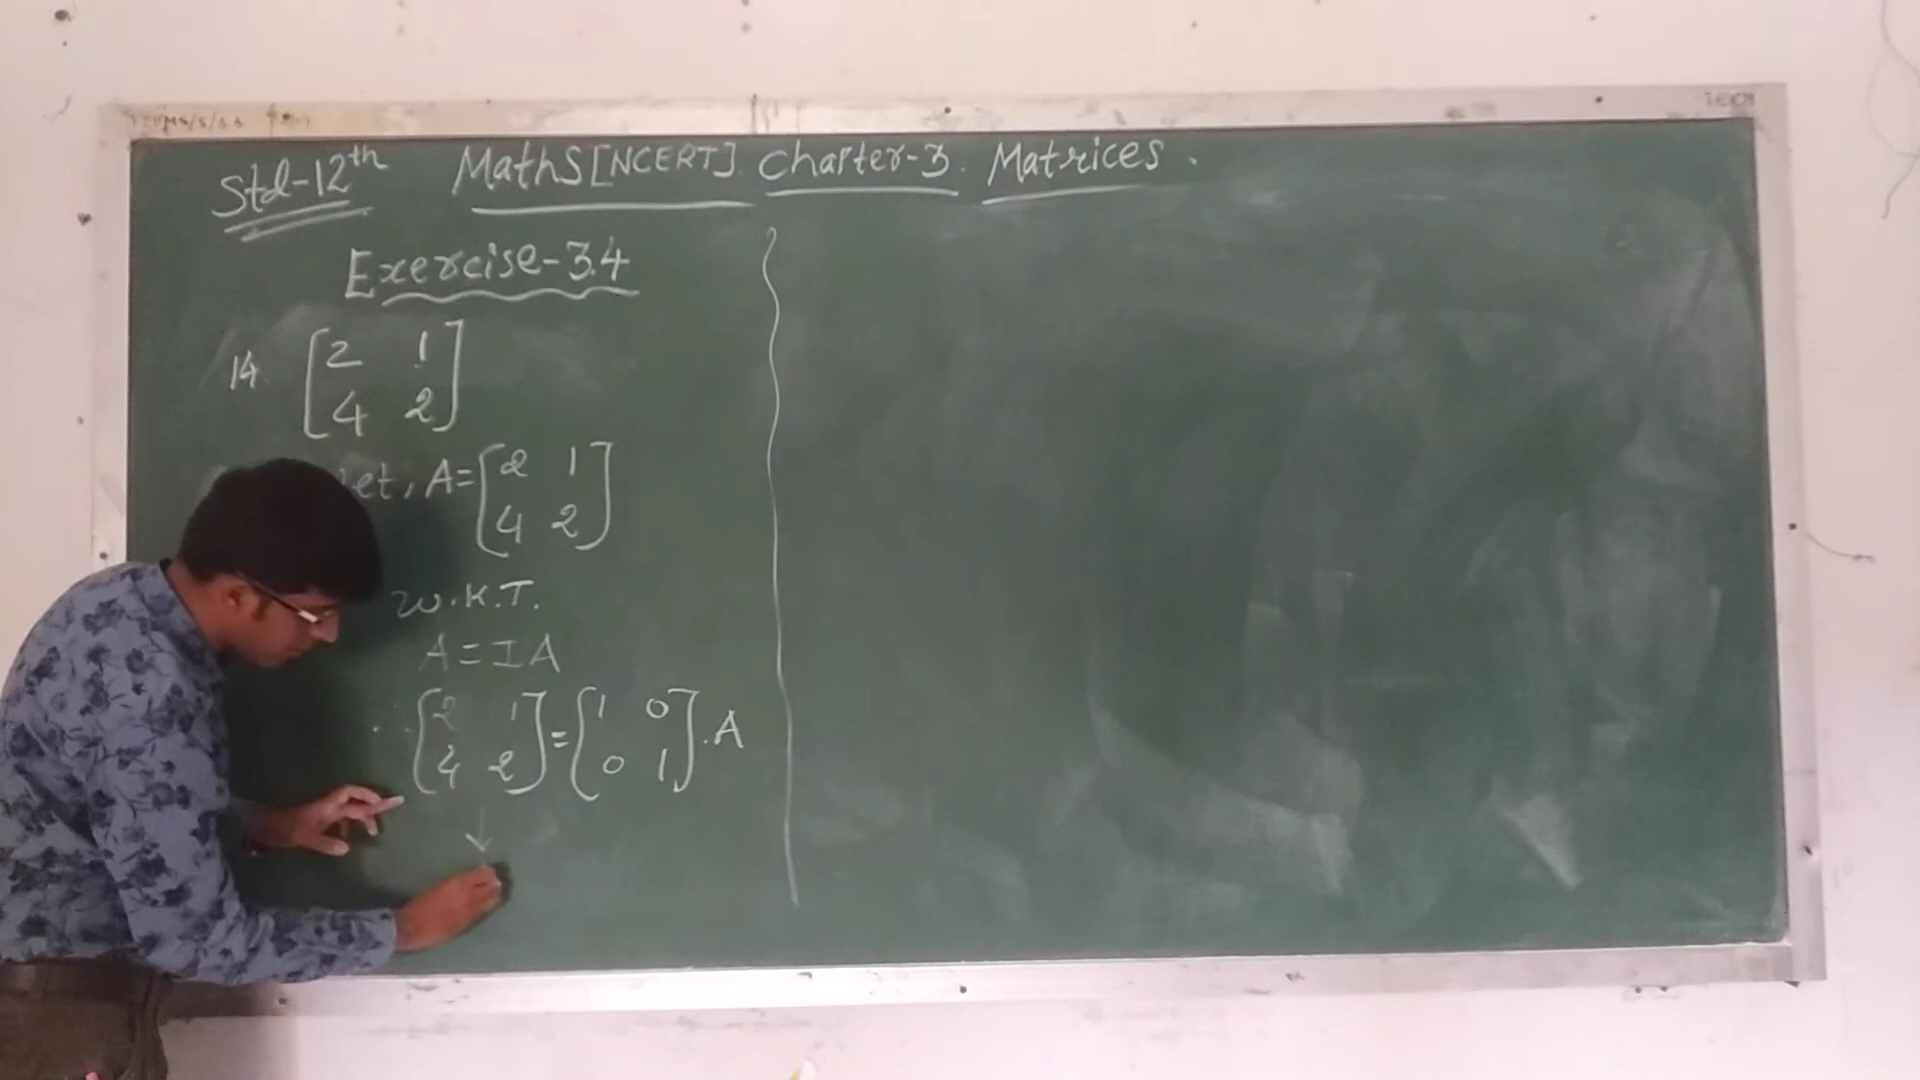 Std-12th Maths [NCERT]. Chapter-3. Matrices.
Exercise-3.4
14. [2 1
4 2]
Let, A=[2 1
4 2]
W.K.T.
A=IA
∴ [2 1
4 2]=[1 0
0 1].A
↓